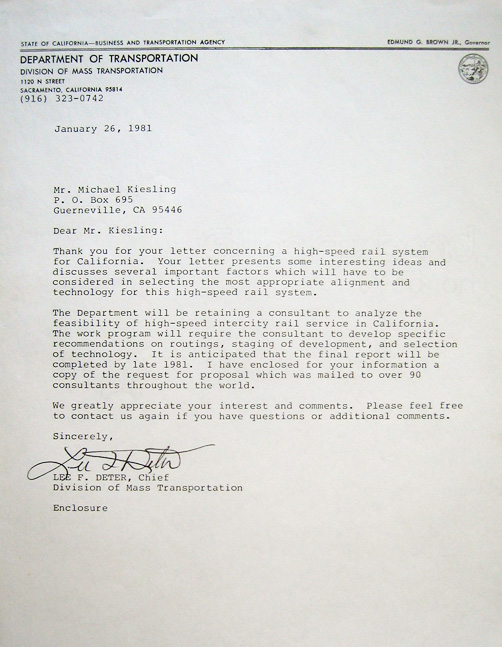 STATE OF CALIFORNIA—BUSINESS AND TRANSPORTATION AGENCY
EDMUND G. BROWN JR., Governor
DEPARTMENT OF TRANSPORTATION
DIVISION OF MASS TRANSPORTATION
1120 N STREET
SACRAMENTO, CALIFORNIA 95814
(916) 323-0742
January 26, 1981
Mr. Michael Kiesling
P. O. Box 695
Guerneville, CA 95446
Dear Mr. Kiesling:
Thank you for your letter concerning a high-speed rail system
for California. Your letter presents some interesting ideas and
discusses several important factors which will have to be
considered in selecting the most appropriate alignment and
technology for this high-speed rail system.
The Department will be retaining a consultant to analyze the
feasibility of high-speed intercity rail service in California.
The work program will require the consultant to develop specific
recommendations on routings, staging of development, and selection
of technology. It is anticipated that the final report will be
completed by late 1981. I have enclosed for your information a
copy of the request for proposal which was mailed to over 90
consultants throughout the world.
We greatly appreciate your interest and comments. Please feel free
to contact us again if you have questions or additional comments.
Sincerely,
Lee F Deter
LEE F. DETER, Chief
Division of Mass Transportation
Enclosure